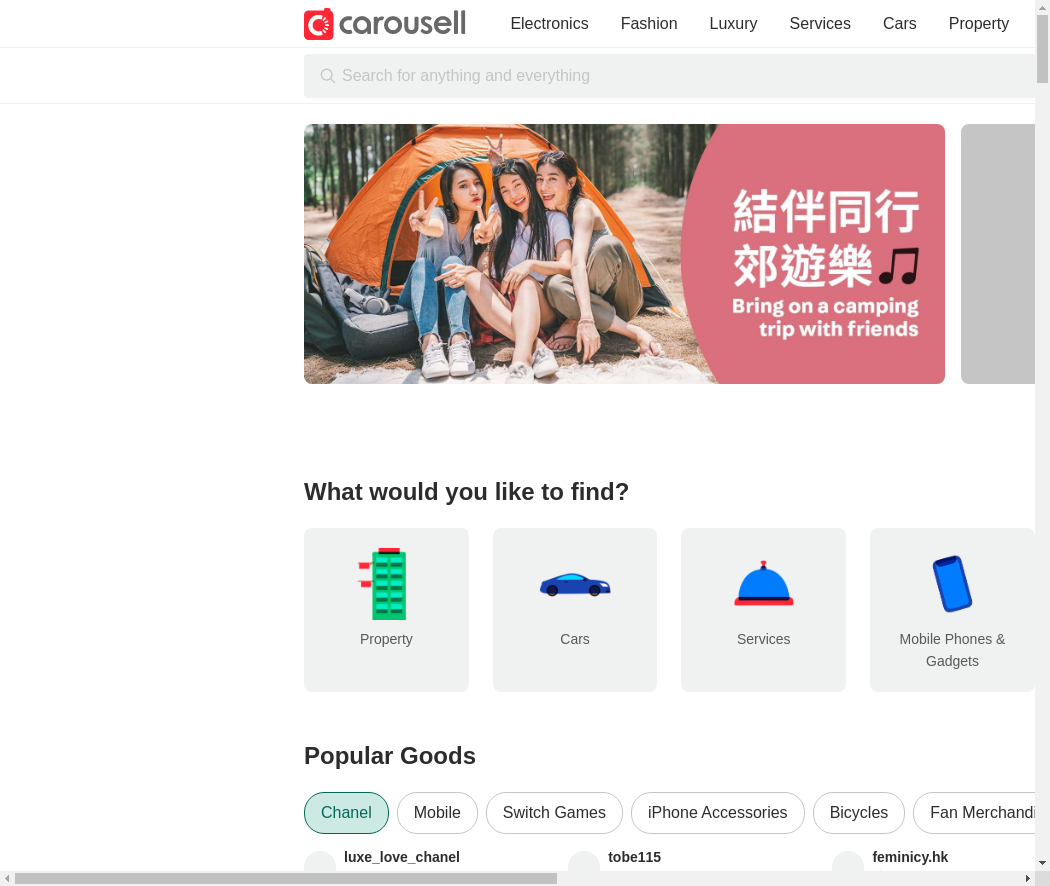 carousell
Electronics
Fashion
Luxury
Services
Cars
Property
Search for anything and everything
結伴同行
郊遊樂
Bring on a camping
trip with friends
What would you like to find?
Property
Cars
Services
Mobile Phones &
Gadgets
Popular Goods
Chanel
Mobile
Switch Games
iPhone Accessories
Bicycles
Fan Merchandi
luxe_love_chanel
tobe115
feminicy.hk